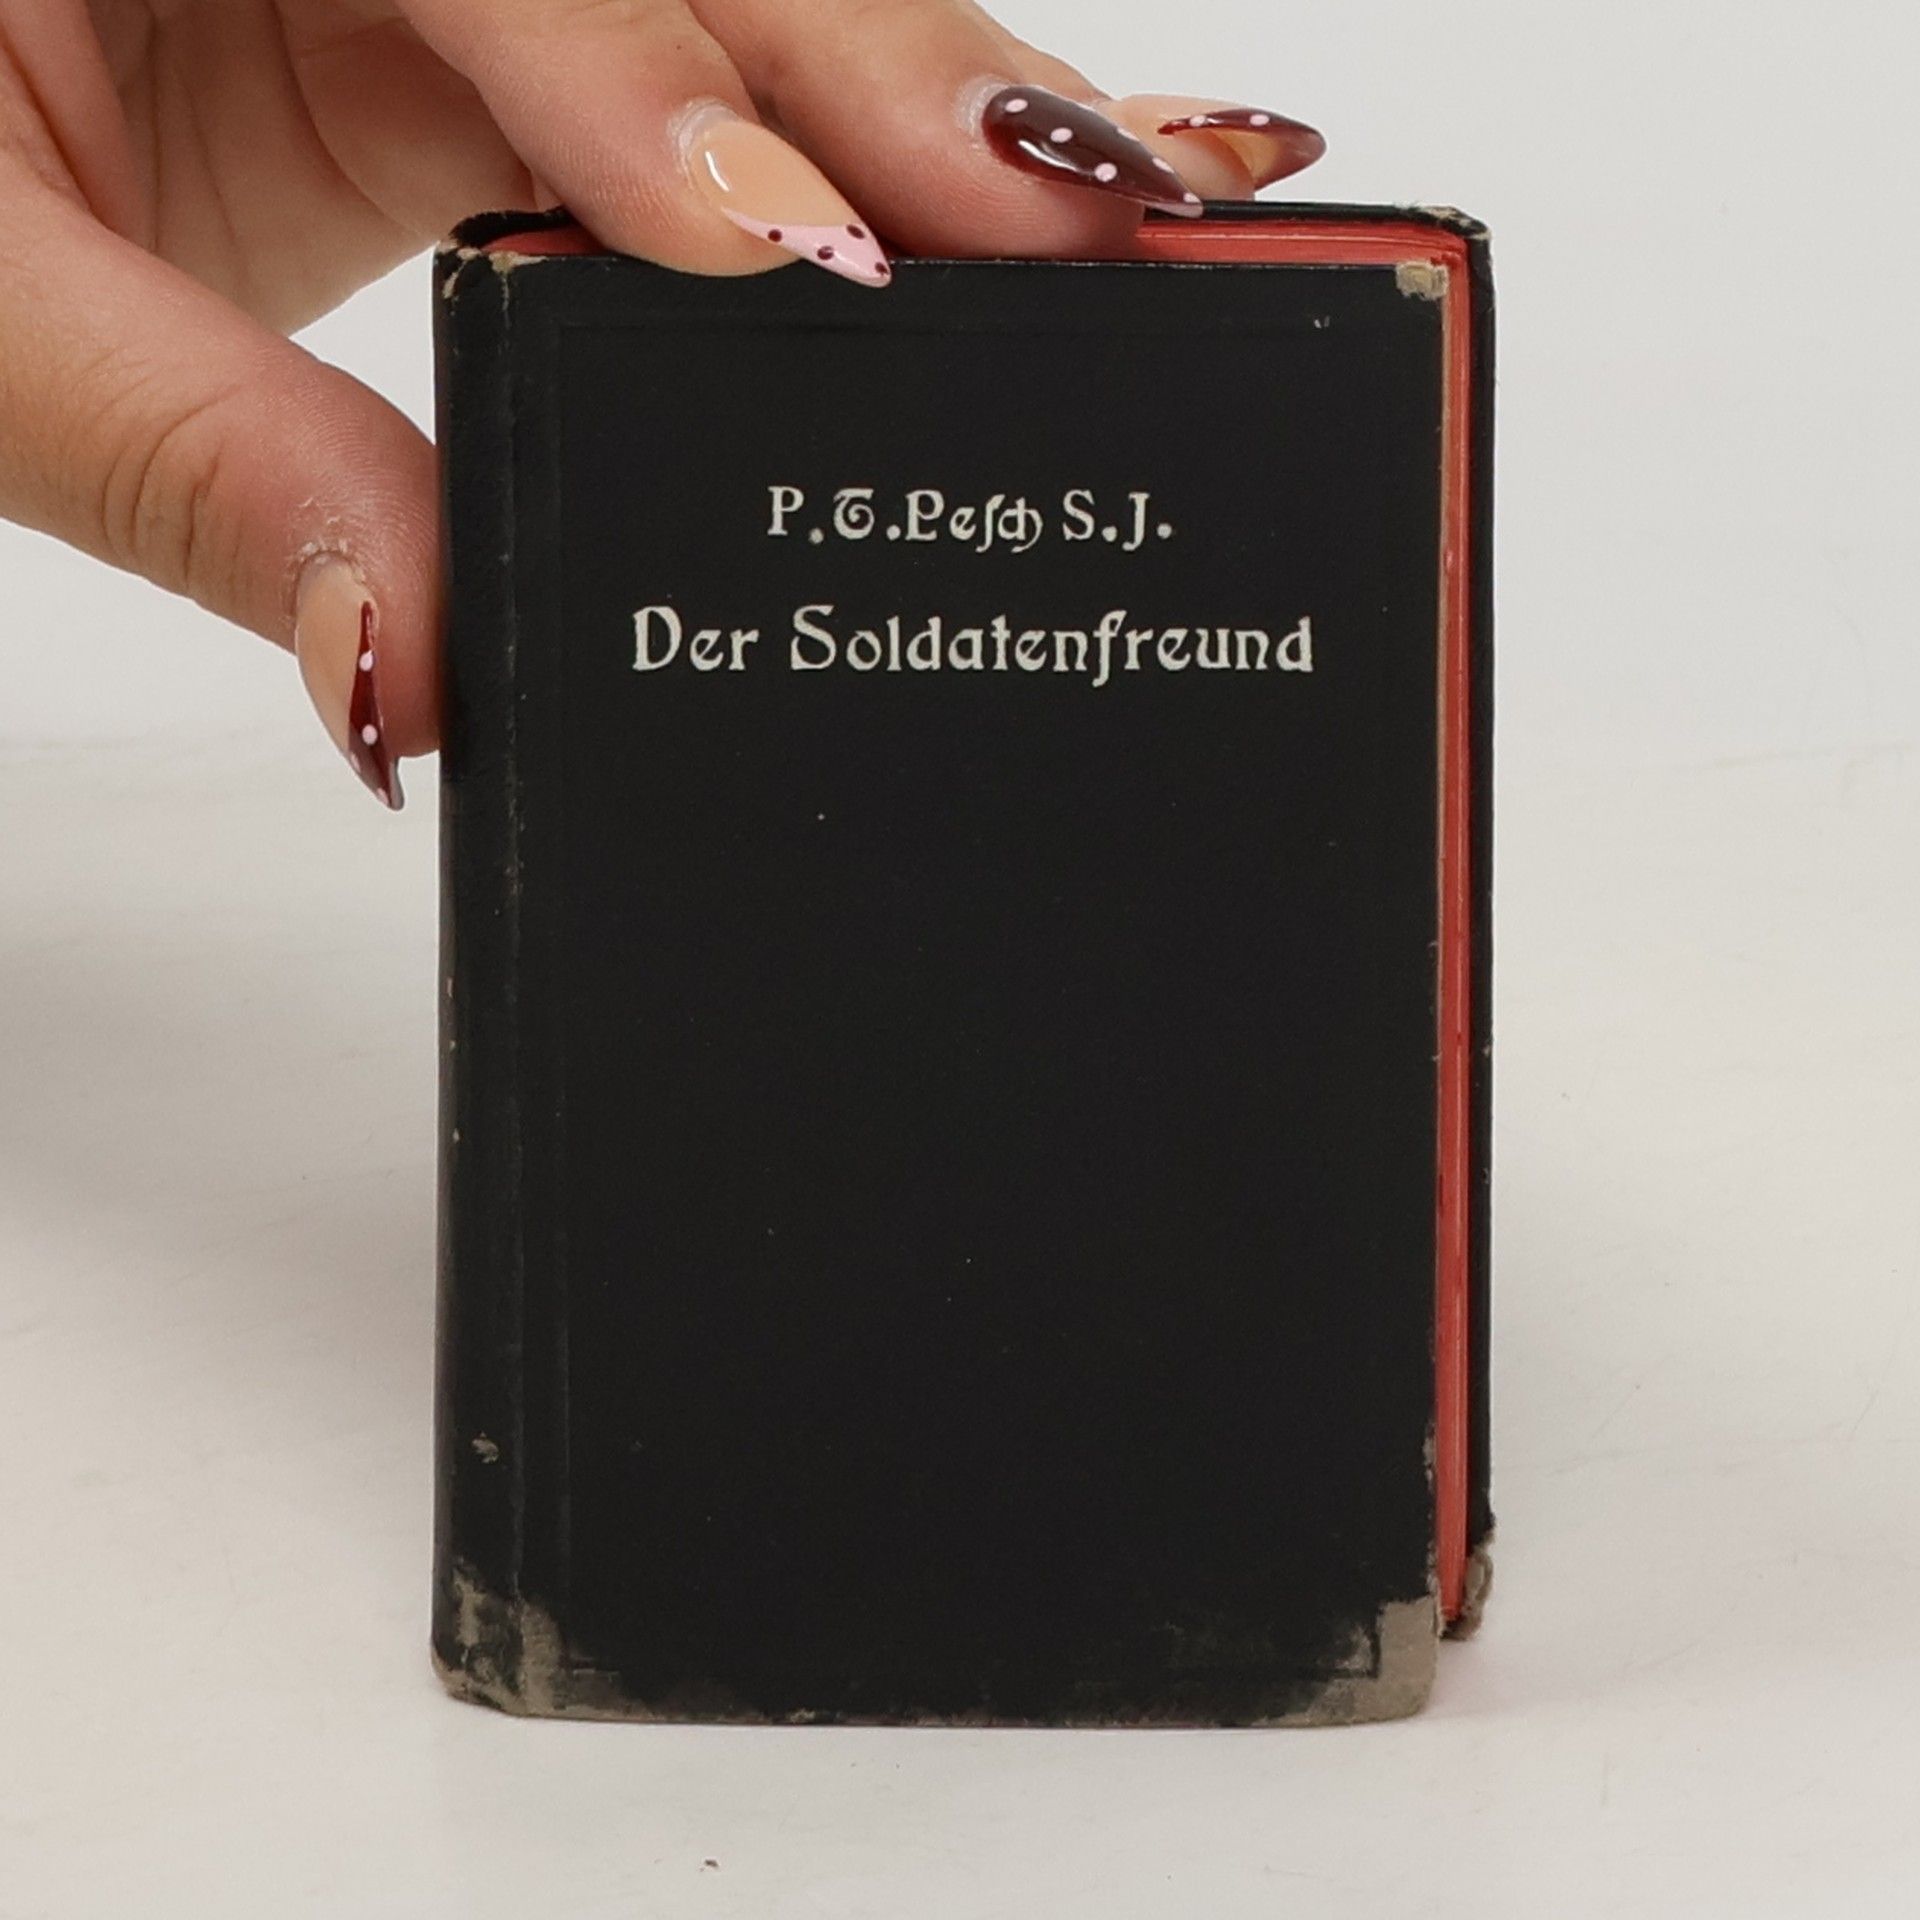 P. T. Peſch S.J.
Der Soldatenfreund